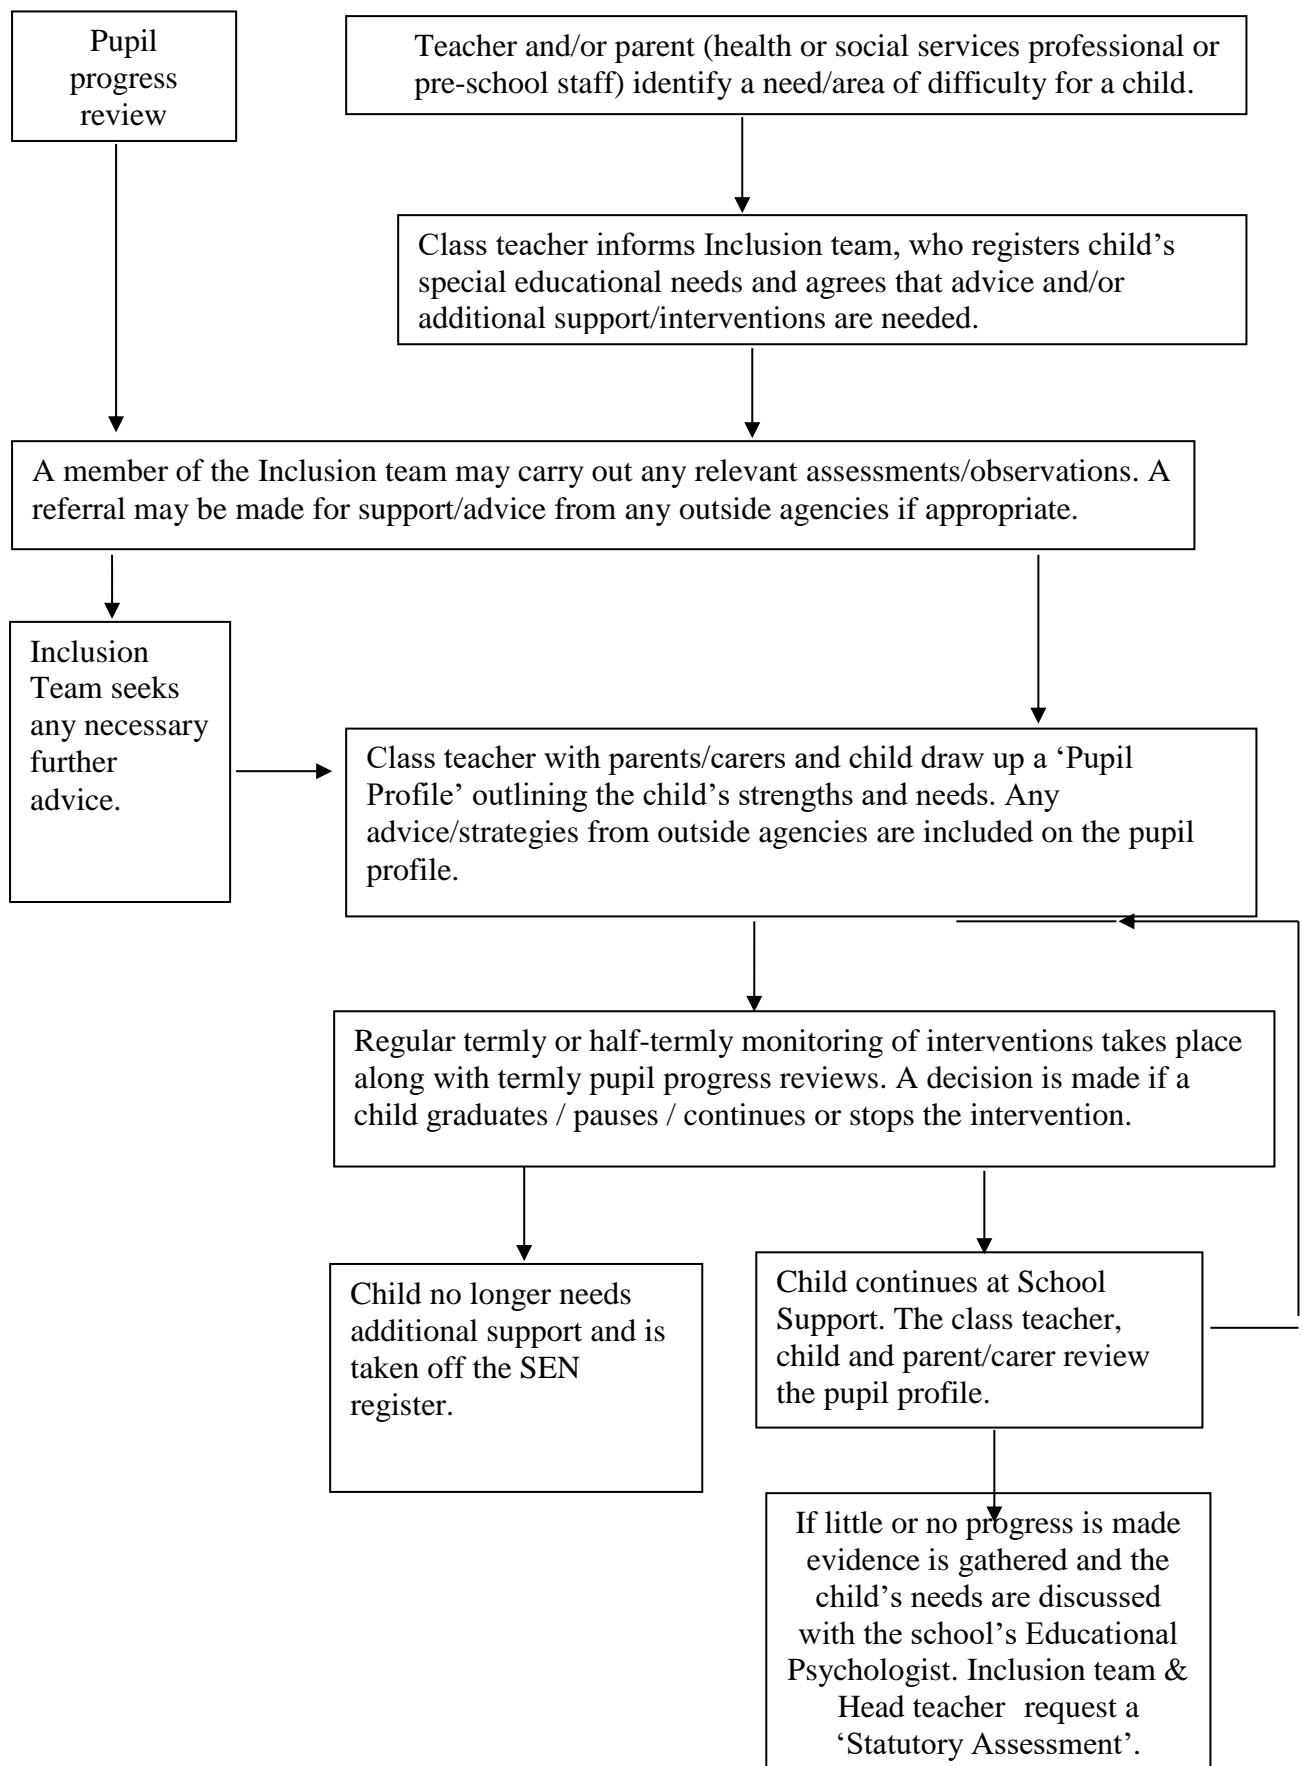 Pupil
progress
review
Teacher and/or parent (health or social services professional or
pre-school staff) identify a need/area of difficulty for a child.
Class teacher informs Inclusion team, who registers child’s
special educational needs and agrees that advice and/or
additional support/interventions are needed.
A member of the Inclusion team may carry out any relevant assessments/observations. A
referral may be made for support/advice from any outside agencies if appropriate.
Inclusion
Team seeks
any necessary
further
advice.
Class teacher with parents/carers and child draw up a ‘Pupil
Profile’ outlining the child’s strengths and needs. Any
advice/strategies from outside agencies are included on the pupil
profile.
Regular termly or half-termly monitoring of interventions takes place
along with termly pupil progress reviews. A decision is made if a
child graduates / pauses / continues or stops the intervention.
Child no longer needs
additional support and is
taken off the SEN
register.
Child continues at School
Support. The class teacher,
child and parent/carer review
the pupil profile.
If little or no progress is made
evidence is gathered and the
child’s needs are discussed
with the school’s Educational
Psychologist. Inclusion team &
Head teacher request a
‘Statutory Assessment’.